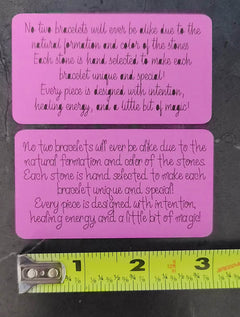 No two bracelets will ever be alike due to the
natural formation and color of the stones
Each stone is hand selected to make each
bracelet unique and special!
Every piece is designed with intention,
healing energy, and a little bit of magic!
No two bracelets will ever be alike due to the
natural formation and color of the stones.
Each stone is hand selected to make each
bracelet unique and special!
Every piece is designed with intention,
healing energy and a little bit of magic!
1 2 3